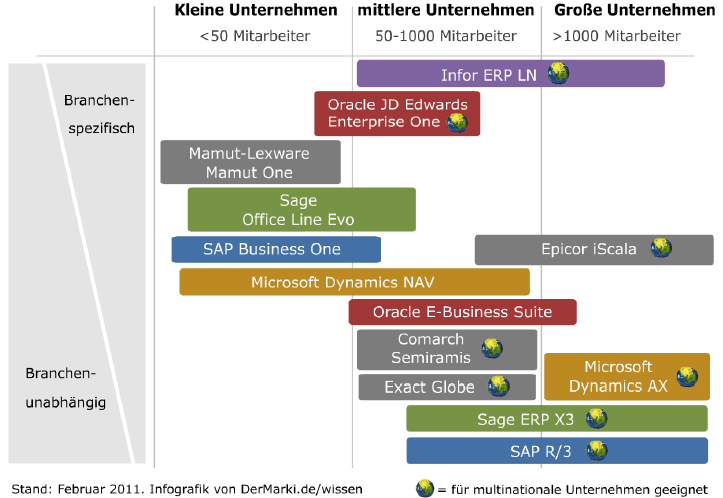 Kleine Unternehmen
mittlere Unternehmen
Große Unternehmen
<50 Mitarbeiter
50-1000 Mitarbeiter
>1000 Mitarbeiter
Branchen-
spezifisch
Infor ERP LN
Oracle JD Edwards
Enterprise One
Mamut-Lexware
Mamut One
Sage
Office Line Evo
SAP Business One
Epicor iScala
Microsoft Dynamics NAV
Oracle E-Business Suite
Comarch
Semiramis
Microsoft
Dynamics AX
Exact Globe
Branchen-
unabhängig
Sage ERP X3
SAP R/3
Stand: Februar 2011. Infografik von DerMarki.de/wissen
= für multinationale Unternehmen geeignet